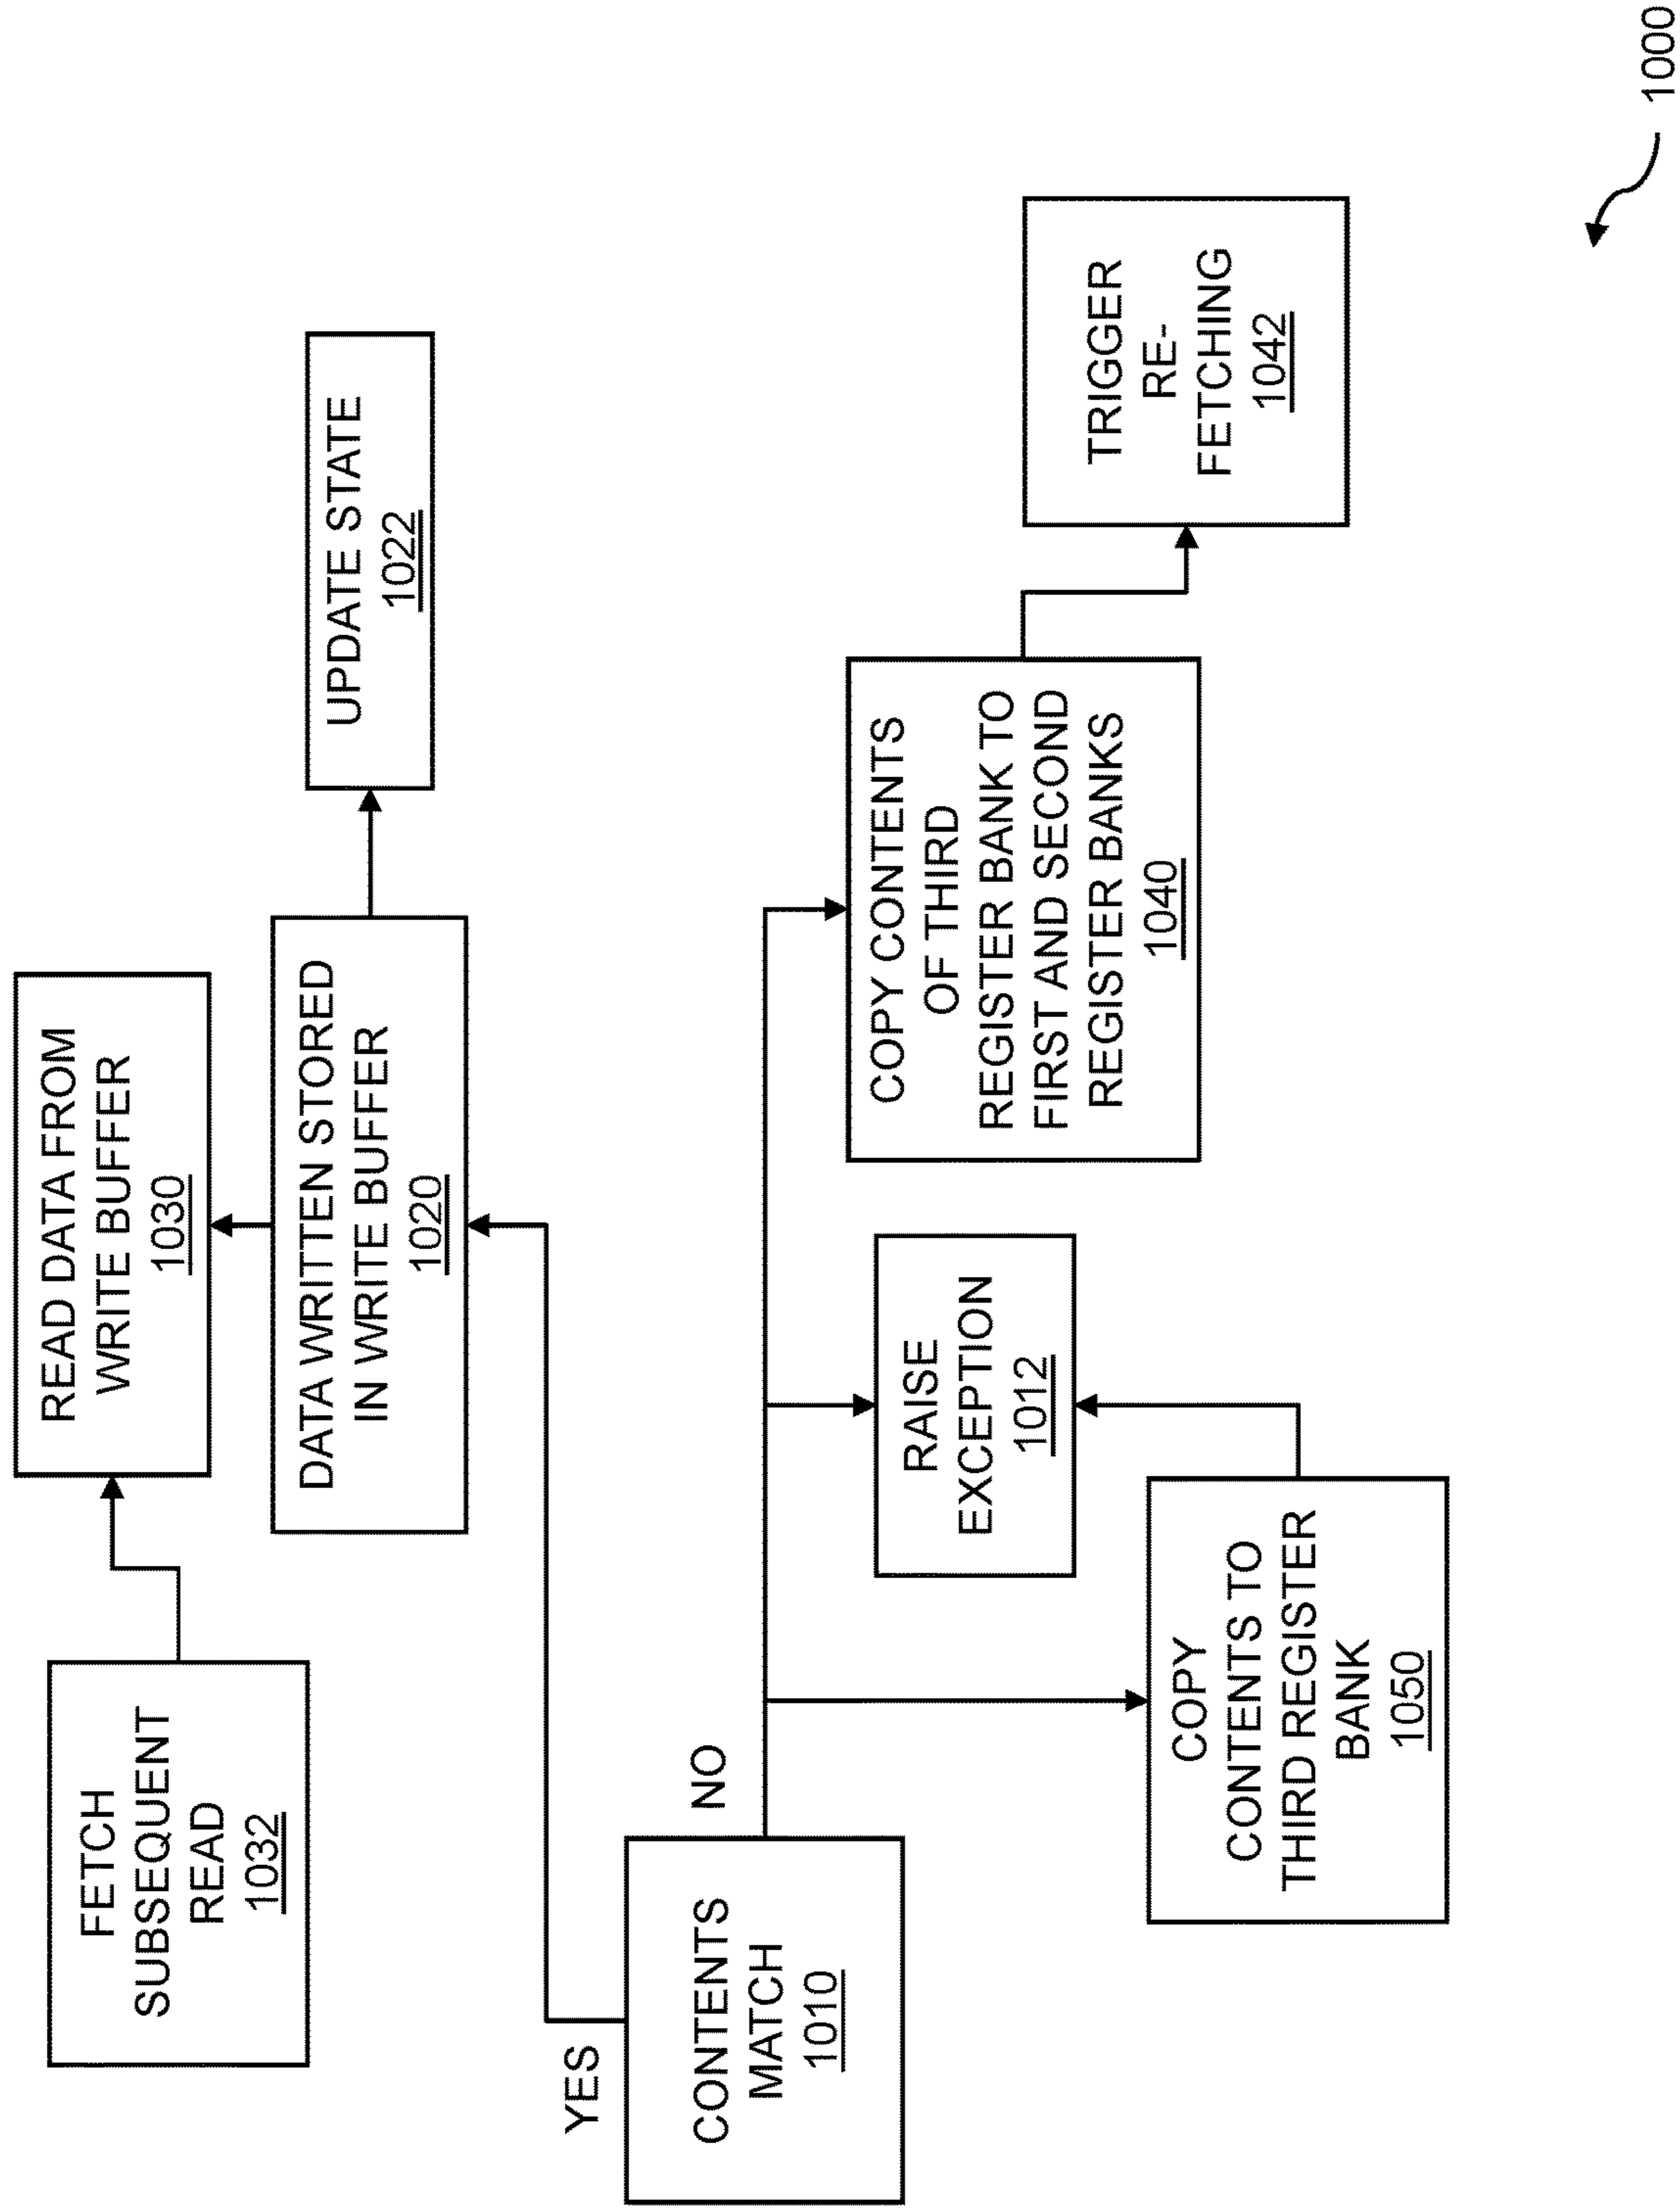 FETCH
SUBSEQUENT
READ
1032
READ DATA FROM
WRITE BUFFER
1030
DATA WRITTEN STORED
IN WRITE BUFFER
1020
UPDATE STATE
1022
YES
CONTENTS
MATCH
1010
NO
RAISE
EXCEPTION
1012
COPY CONTENTS
OF THIRD
REGISTER BANK TO
FIRST AND SECOND
REGISTER BANKS
1040
TRIGGER
RE-
FETCHING
1042
COPY
CONTENTS TO
THIRD REGISTER
BANK
1050
1000